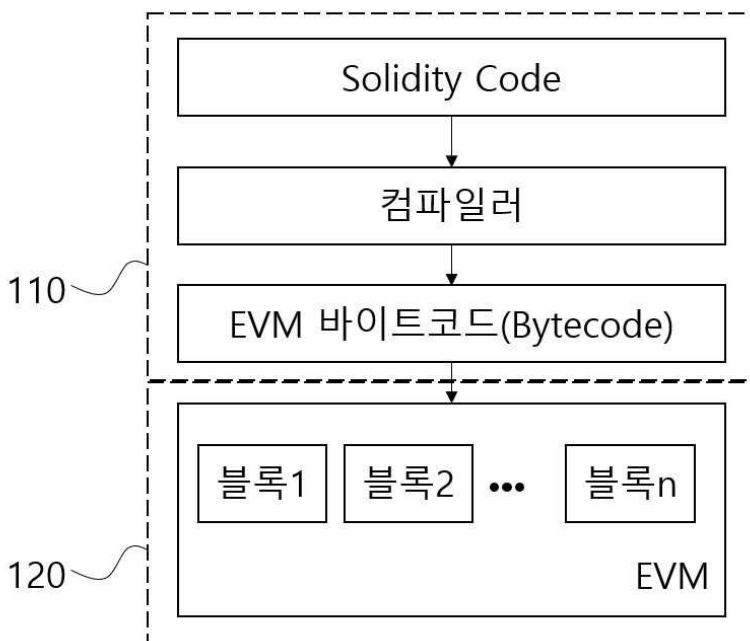 Solidity Code
컴파일러
110
EVM 바이트코드(Bytecode)
블록1 블록2 ••• 블록n
120
EVM